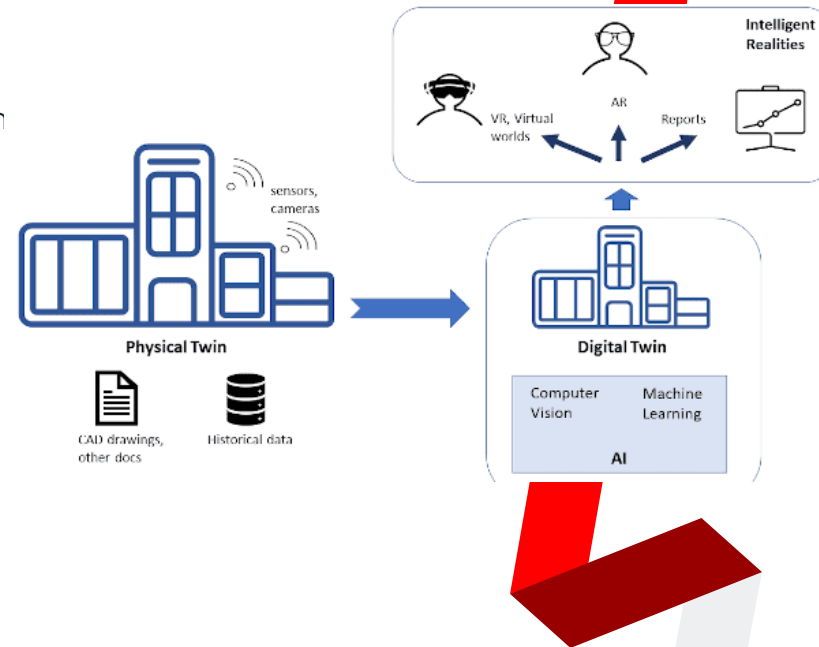 Intelligent
Realities
VR, Virtual
worlds
AR
Reports
sensors,
cameras
Physical Twin
Digital Twin
CAD drawings,
other docs
Historical data
Computer
Vision
Machine
Learning
AI